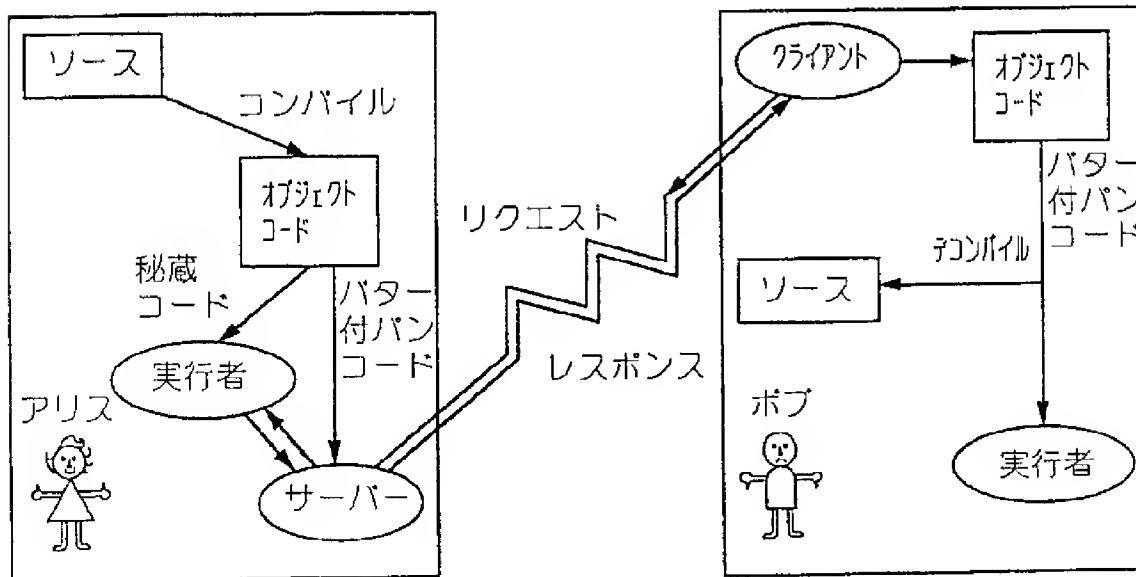 ソース
コンパイル
オブジェクト
コード
秘蔵
コード
バター
付パン
コード
実行者
アリス
サーバー
リクエスト
レスポンス
クライアント
オブジェクト
コード
バター
付パン
コード
デコンパイル
ソース
ボブ
実行者